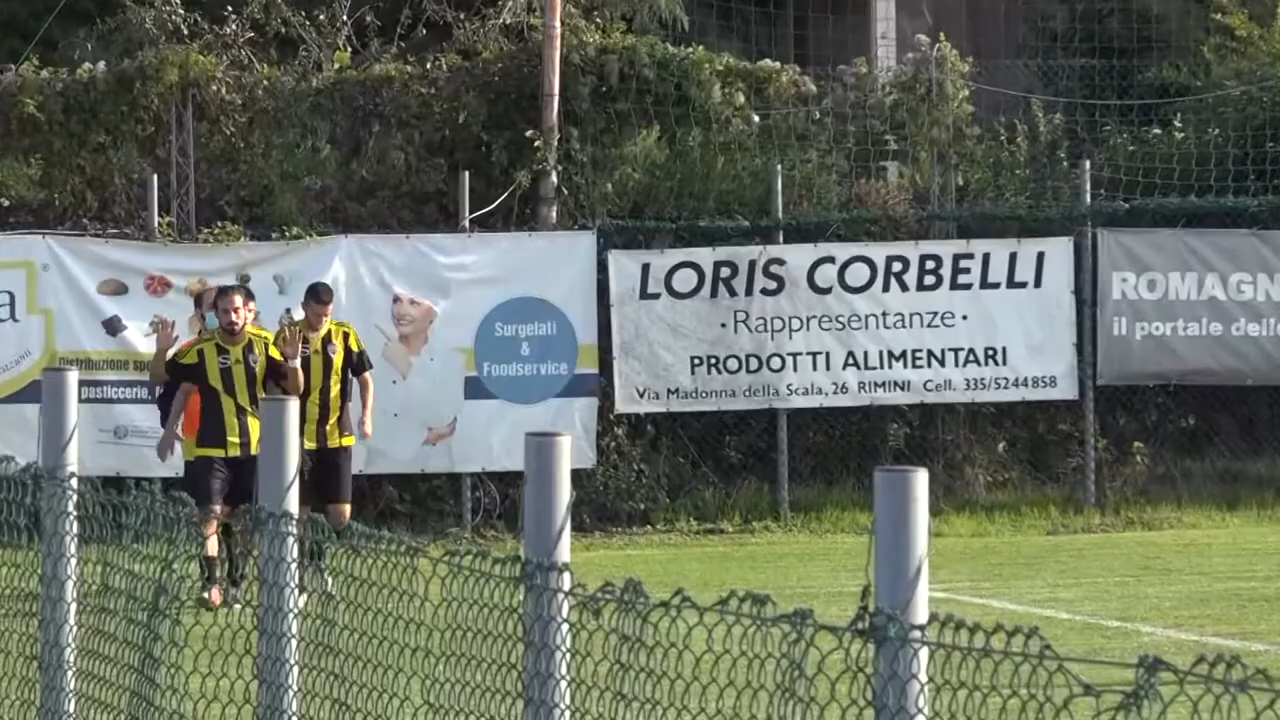 a
Distribuzione
pasticcerie,
Surgelati
&
Foodservice
LORIS CORBELLI
·Rappresentanze·
PRODOTTI ALIMENTARI
Via Madonna della Scala, 26 RIMINI Cell. 335/5244858
ROMAGN
il portale dell